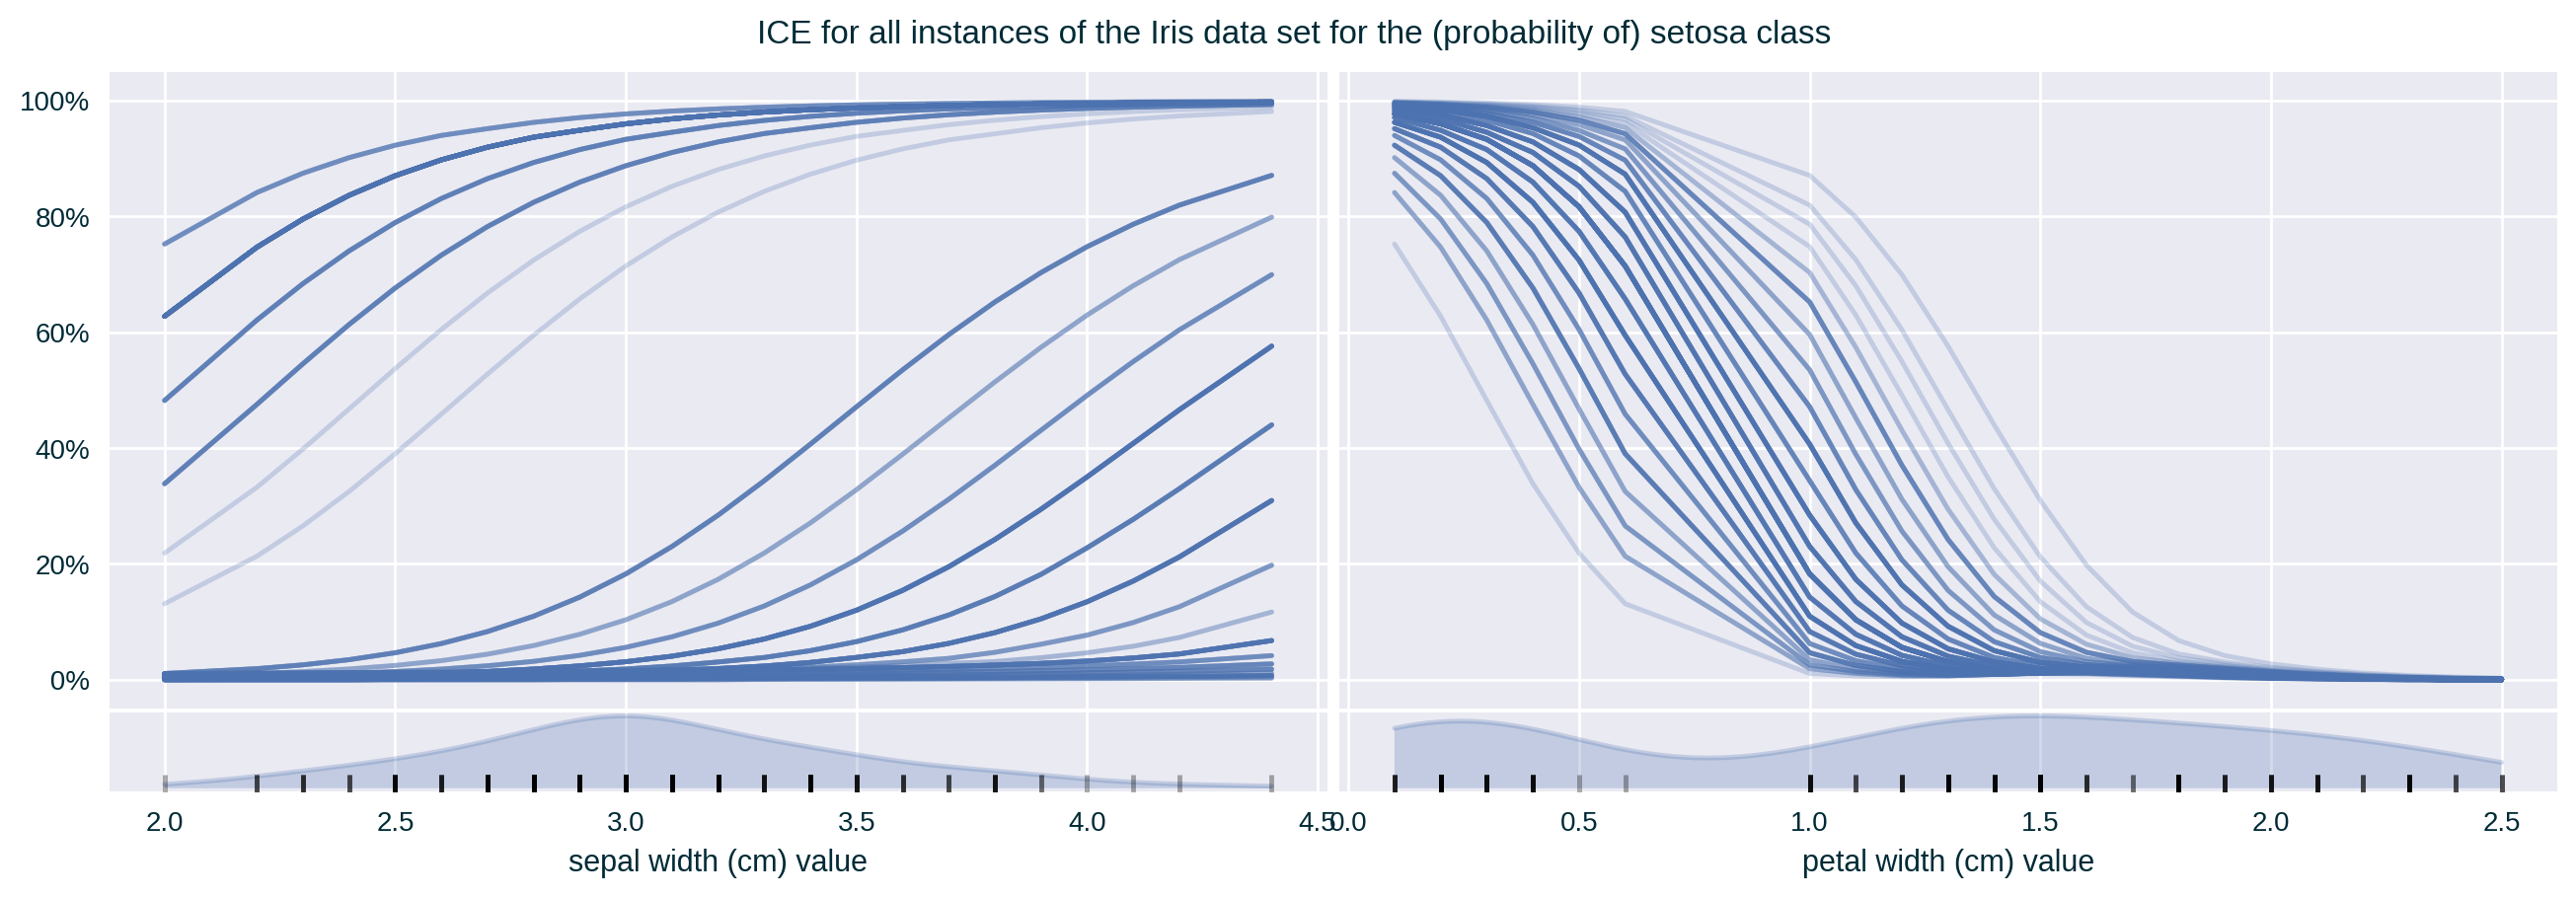 ICE for all instances of the Iris data set for the (probability of) setosa class
100%
80%
60%
40%
20%
0%
2.0 2.5 3.0 3.5 4.0 4.5 0.0 0.5 1.0 1.5 2.0 2.5
sepal width (cm) value petal width (cm) value